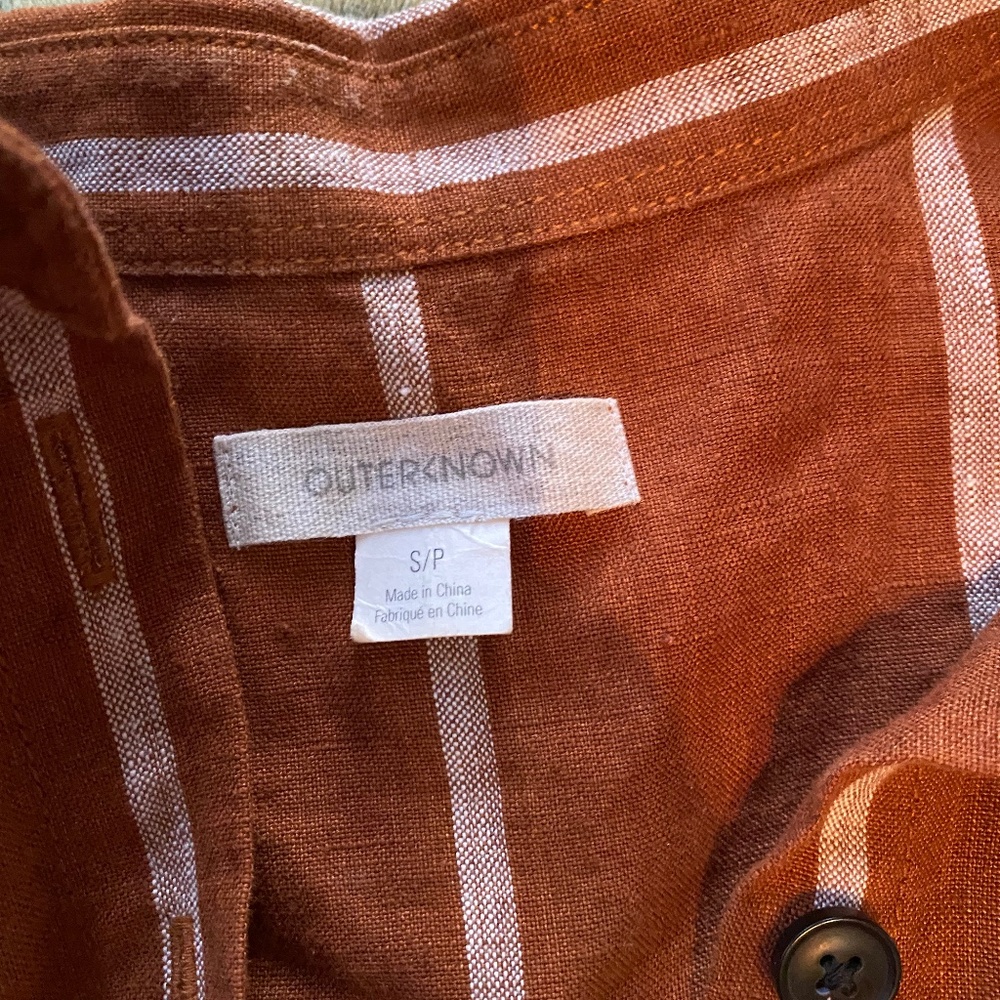 OUTERKNOWN
S/P
Made in China
Fabriqué en Chine